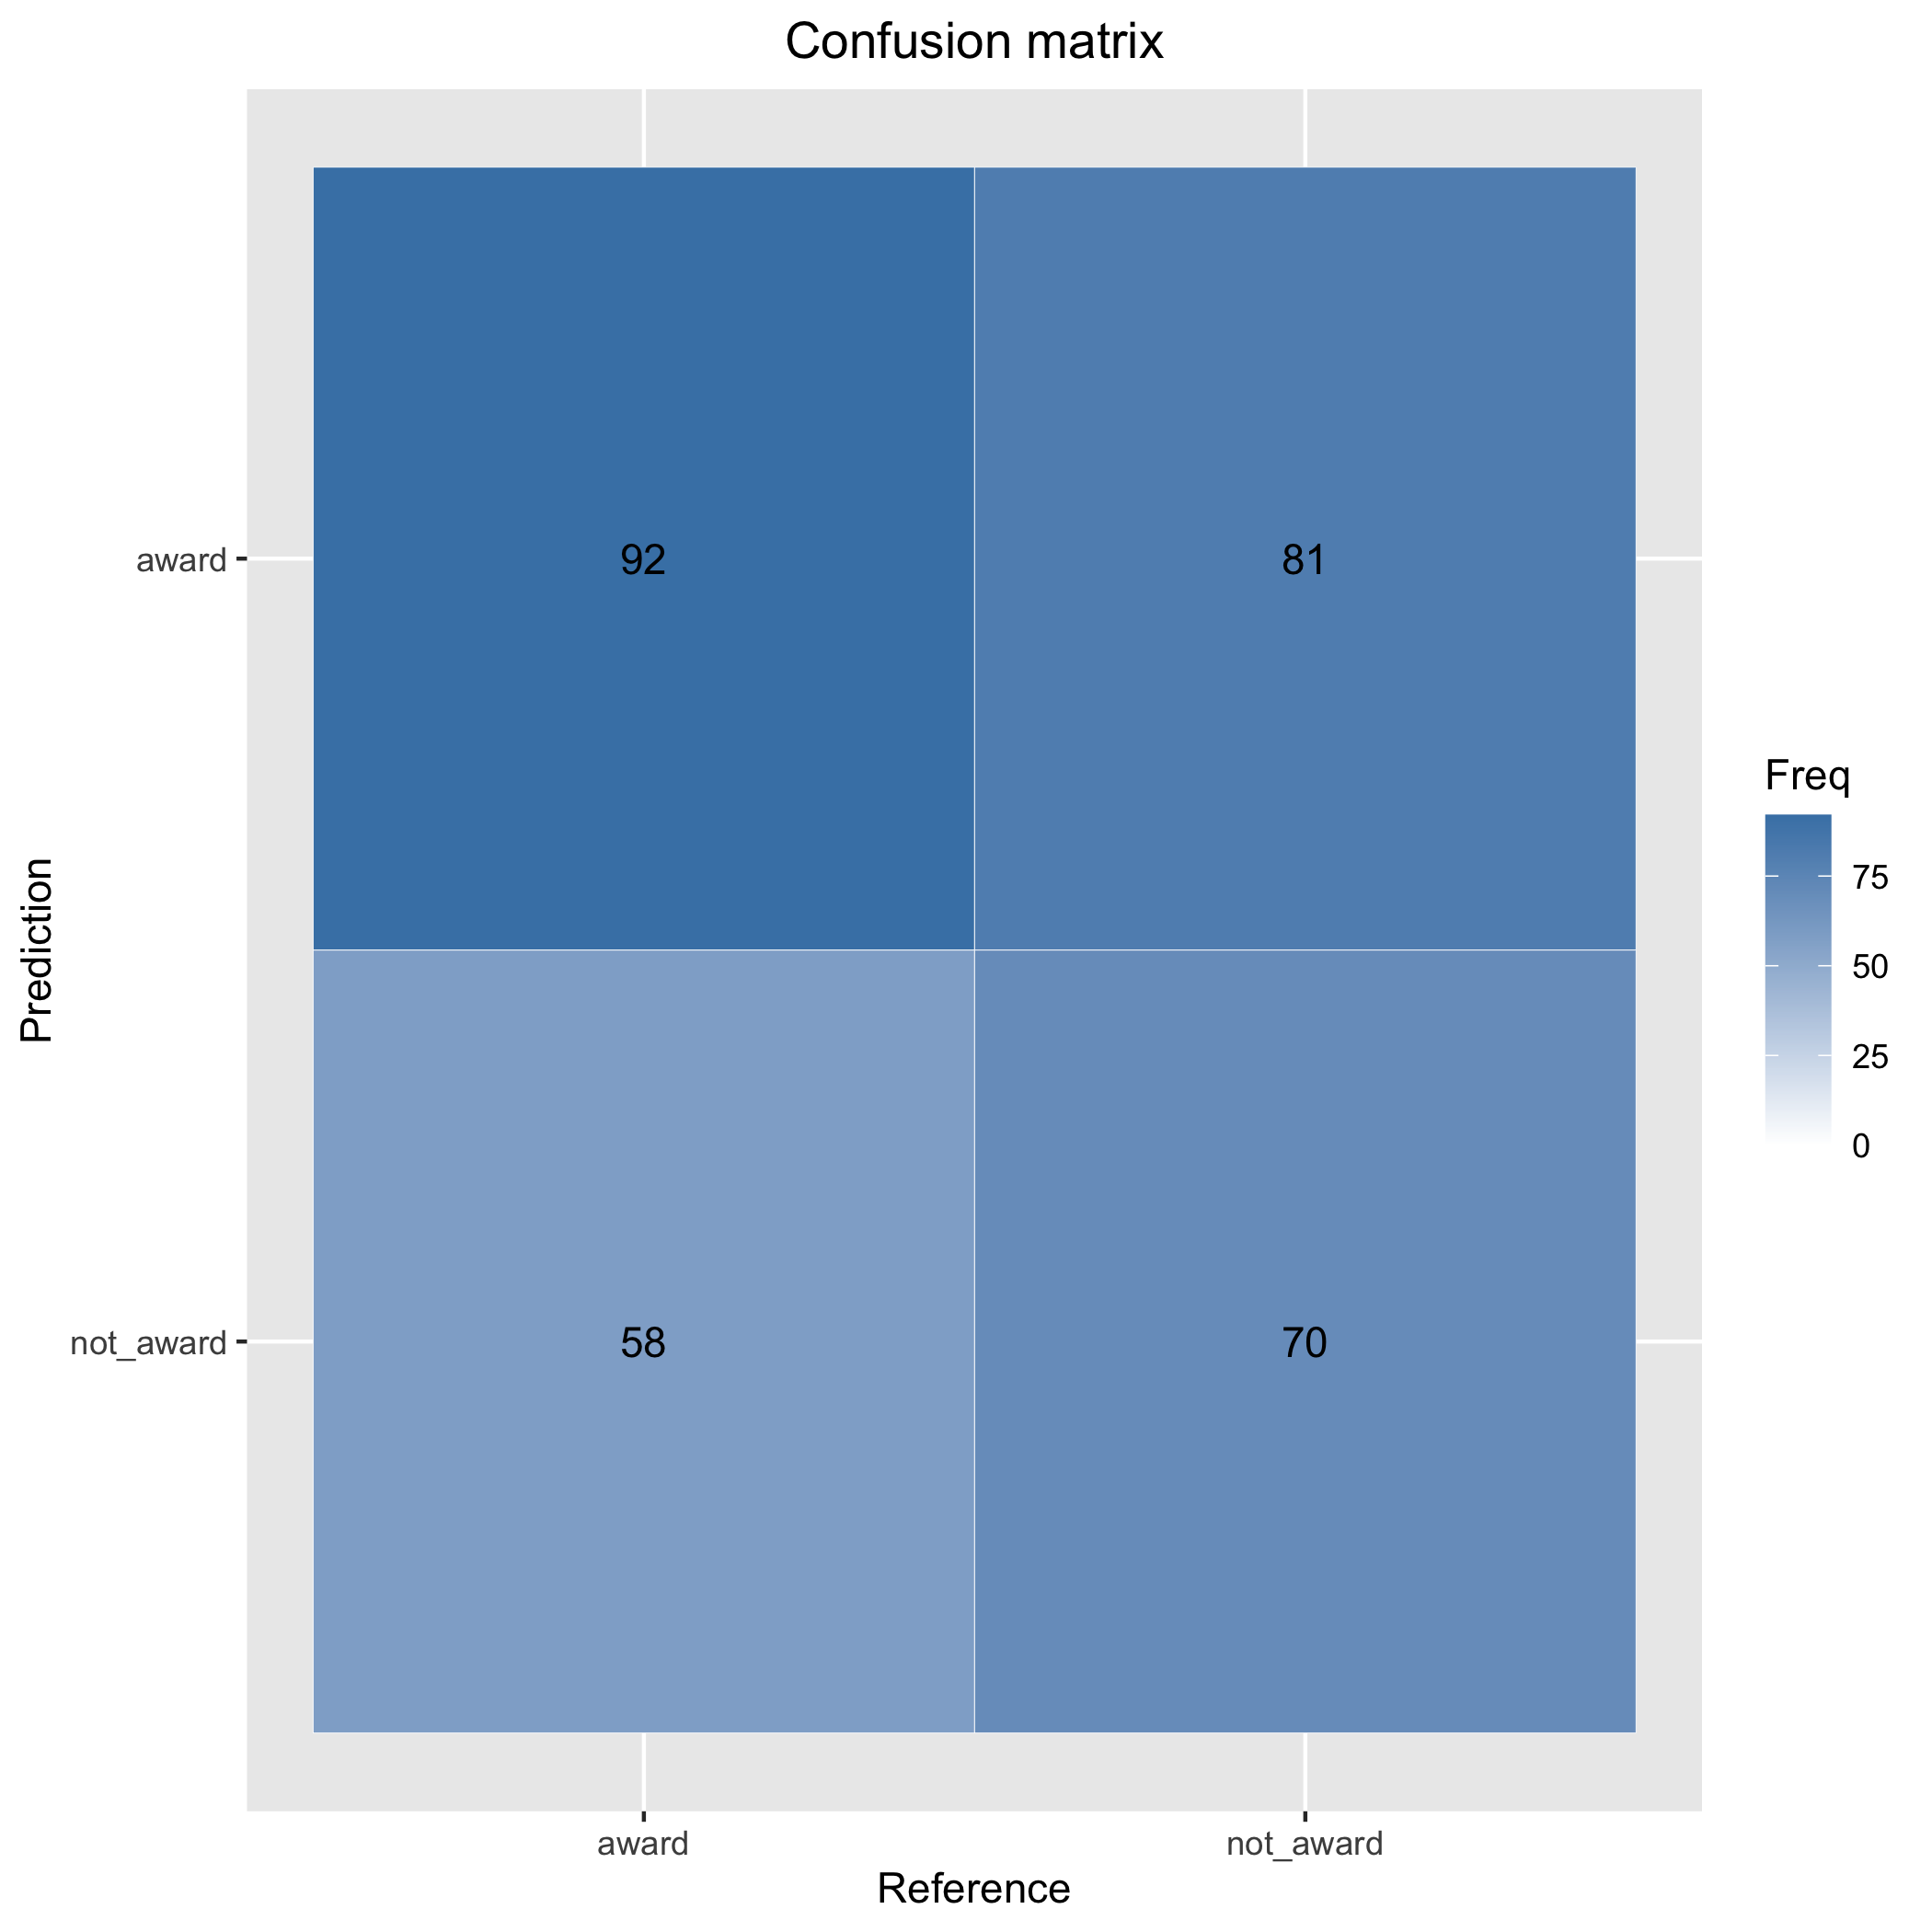 Confusion matrix
Prediction
award
not_award
92
81
58
70
award
not_award
Reference
Freq
75
50
25
0